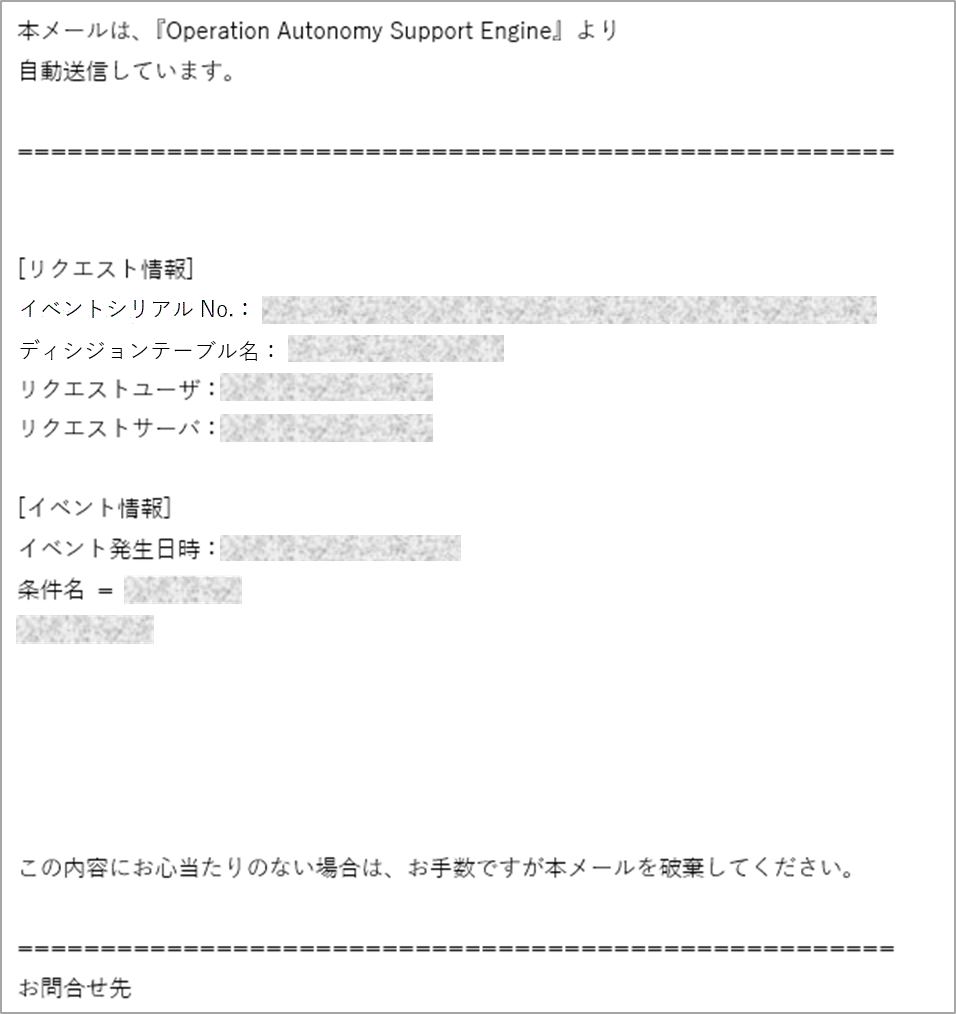 本メールは、『Operation Autonomy Support Engine』より
自動送信しています。
=====================================================
[リクエスト情報]
イベントシリアル No.：
ディシジョンテーブル名：
リクエストユーザ：
リクエストサーバ：
[イベント情報]
イベント発生日時：
条件名 =
この内容にお心当たりのない場合は、お手数ですが本メールを破棄してください。
=====================================================
お問合せ先